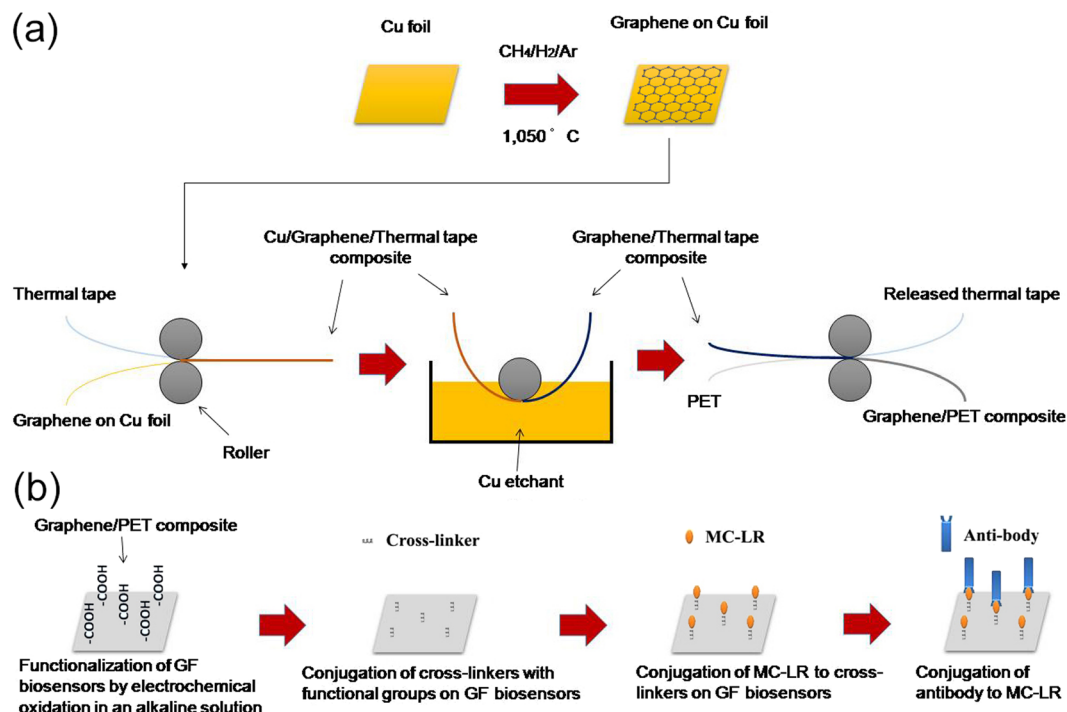 (a)
Cu foil
Graphene on Cu foil
CH4/H2/Ar
1,050° C
Cu/Graphene/Thermal tape
composite
Graphene/Thermal tape
composite
Thermal tape
Released thermal tape
PET
Graphene on Cu foil
Graphene/PET composite
Roller
Cu etchant
(b)
Graphene/PET composite
Cross-linker
MC-LR
Anti-body
-COOH
-COOH
-COOH
-COOH
-COOH
Functionalization of GF
biosensors by electrochemical
oxidation in an alkaline solution
Conjugation of cross-linkers with
functional groups on GF biosensors
Conjugation of MC-LR to cross-
linkers on GF biosensors
Conjugation of
antibody to MC-LR